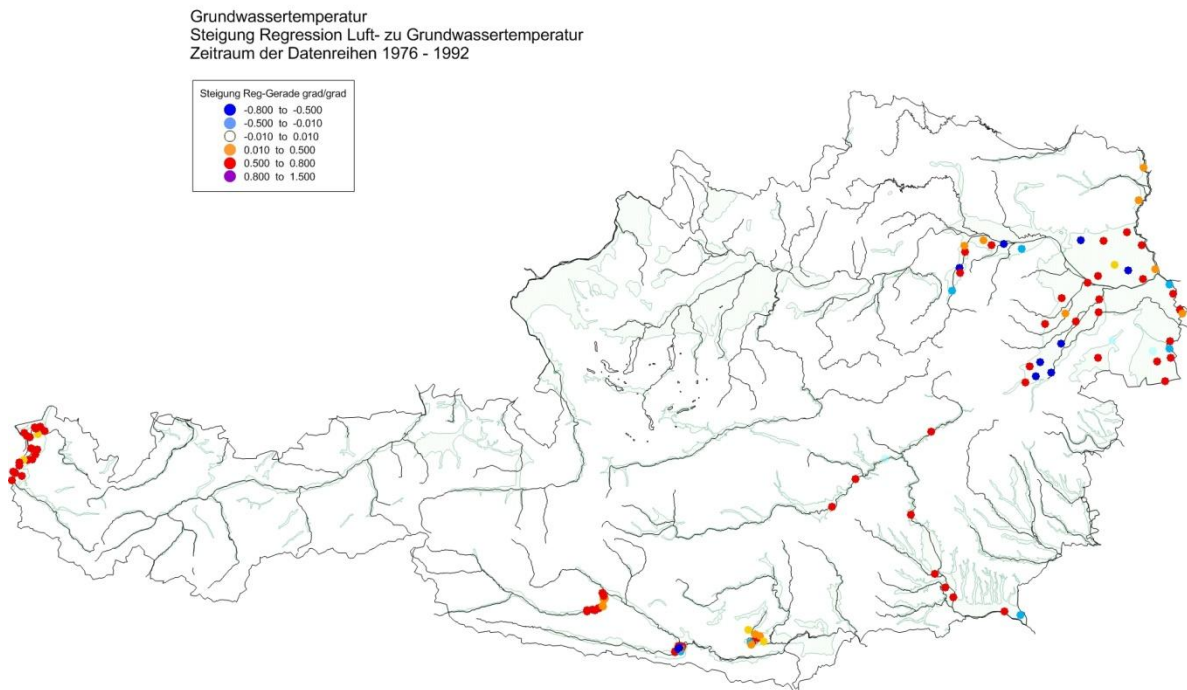 Grundwassertemperatur
Steigung Regression Luft- zu Grundwassertemperatur
Zeitraum der Datenreihen 1976 - 1992
Steigung Reg-Gerade grad/grad
-0.800 to -0.500
-0.500 to -0.010
-0.010 to 0.010
0.010 to 0.500
0.500 to 0.800
0.800 to 1.500